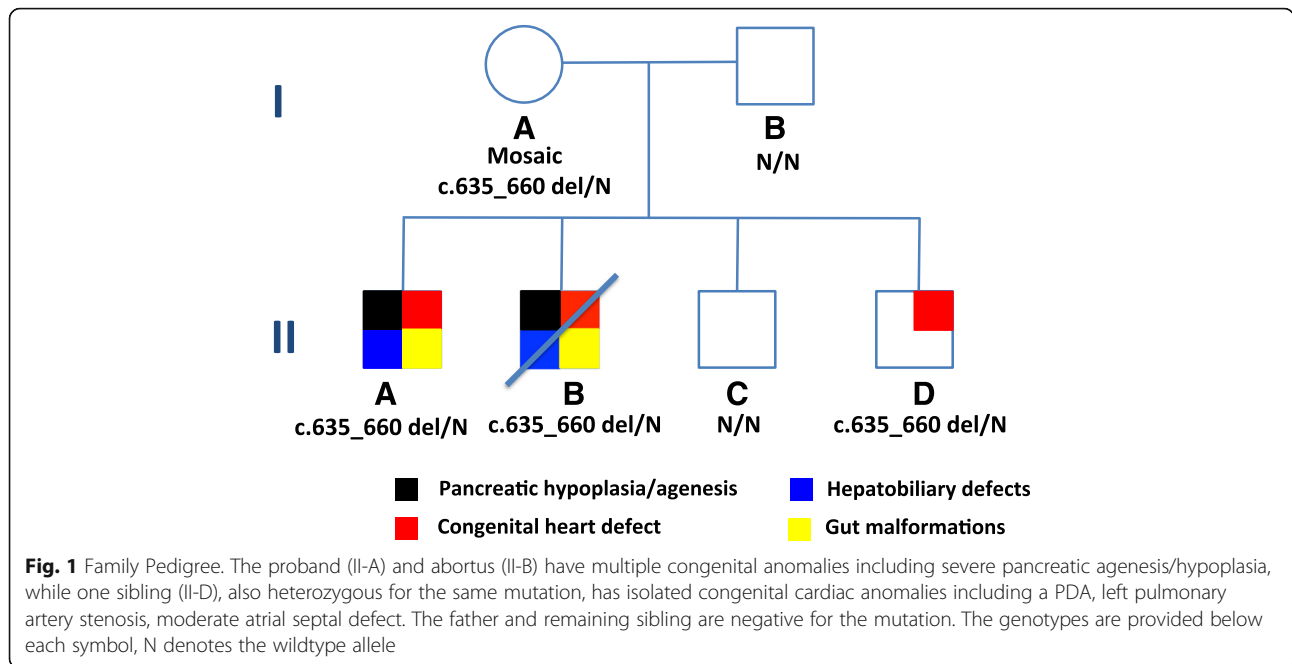 I
A
Mosaic
c.635_660 del/N
B
N/N
II
A
c.635_660 del/N
B
c.635_660 del/N
C
N/N
D
c.635_660 del/N
Pancreatic hypoplasia/agenesis
Hepatobiliary defects
Congenital heart defect
Gut malformations
Fig. 1 Family Pedigree. The proband (II-A) and abortus (II-B) have multiple congenital anomalies including severe pancreatic agenesis/hypoplasia,
while one sibling (II-D), also heterozygous for the same mutation, has isolated congenital cardiac anomalies including a PDA, left pulmonary
artery stenosis, moderate atrial septal defect. The father and remaining sibling are negative for the mutation. The genotypes are provided below
each symbol, N denotes the wildtype allele